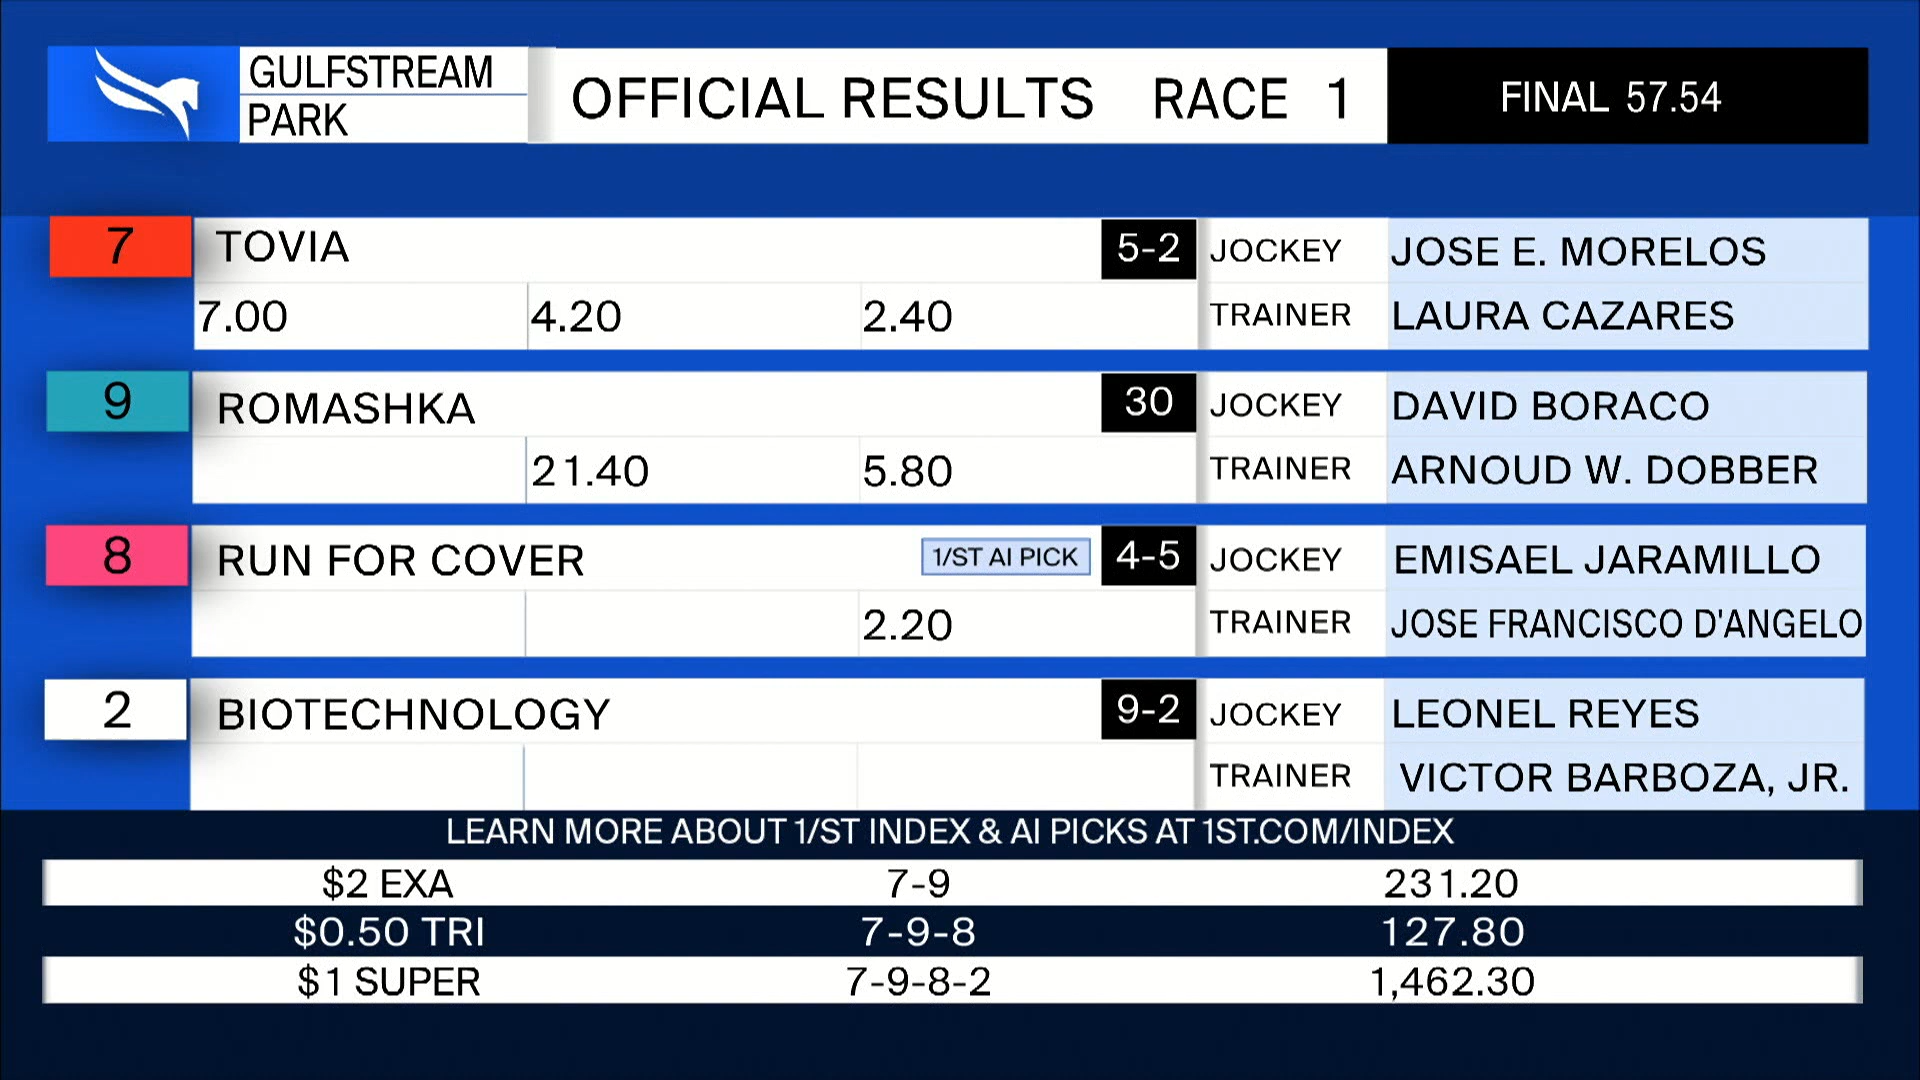 GULFSTREAM
PARK
OFFICIAL RESULTS RACE 1
FINAL 57.54
7 TOVIA 5-2 JOCKEY JOSE E. MORELOS
7.00 4.20 2.40 TRAINER LAURA CAZARES
9 ROMASHKA 30 JOCKEY DAVID BORACO
21.40 5.80 TRAINER ARNOUD W. DOBBER
8 RUN FOR COVER 1/ST AI PICK 4-5 JOCKEY EMISAEL JARAMILLO
2.20 TRAINER JOSE FRANCISCO D'ANGELO
2 BIOTECHNOLOGY 9-2 JOCKEY LEONEL REYES
TRAINER VICTOR BARBOZA, JR.
LEARN MORE ABOUT 1/ST INDEX & AI PICKS AT 1ST.COM/INDEX
$2 EXA 7-9 231.20
$0.50 TRI 7-9-8 127.80
$1 SUPER 7-9-8-2 1,462.30